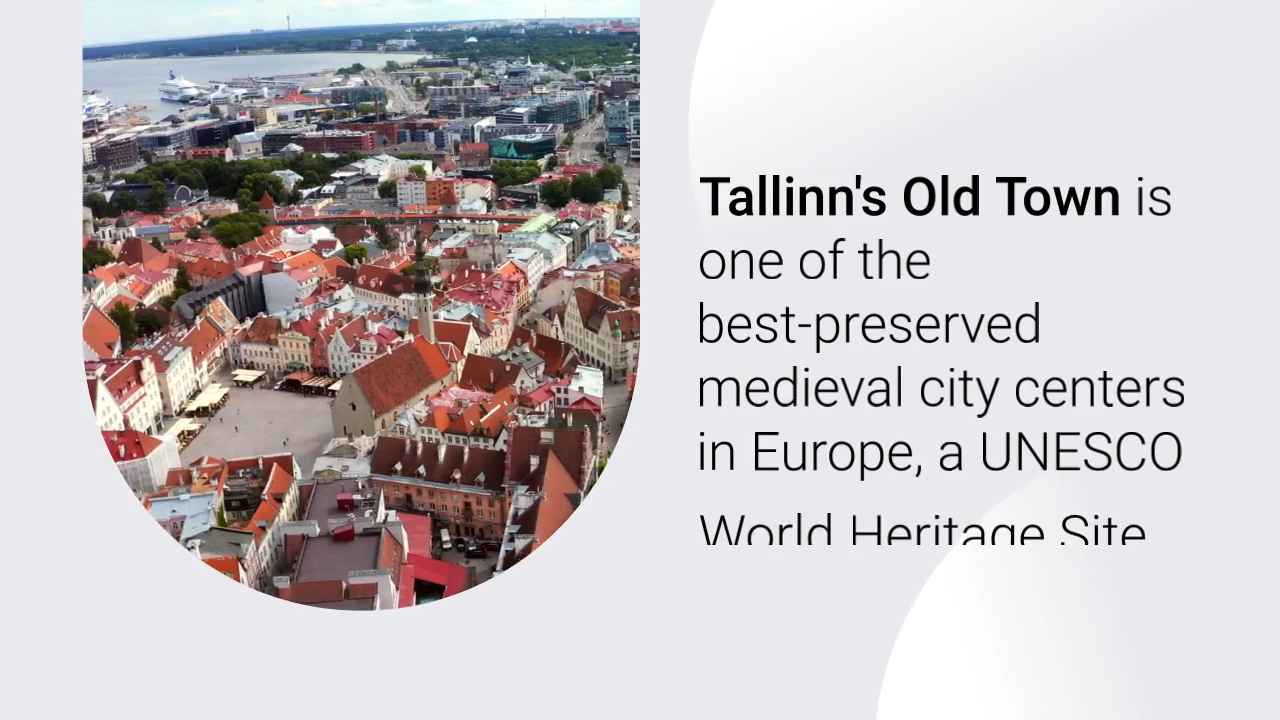 Tallinn's Old Town is
one of the
best-preserved
medieval city centers
in Europe, a UNESCO
World Heritage Site